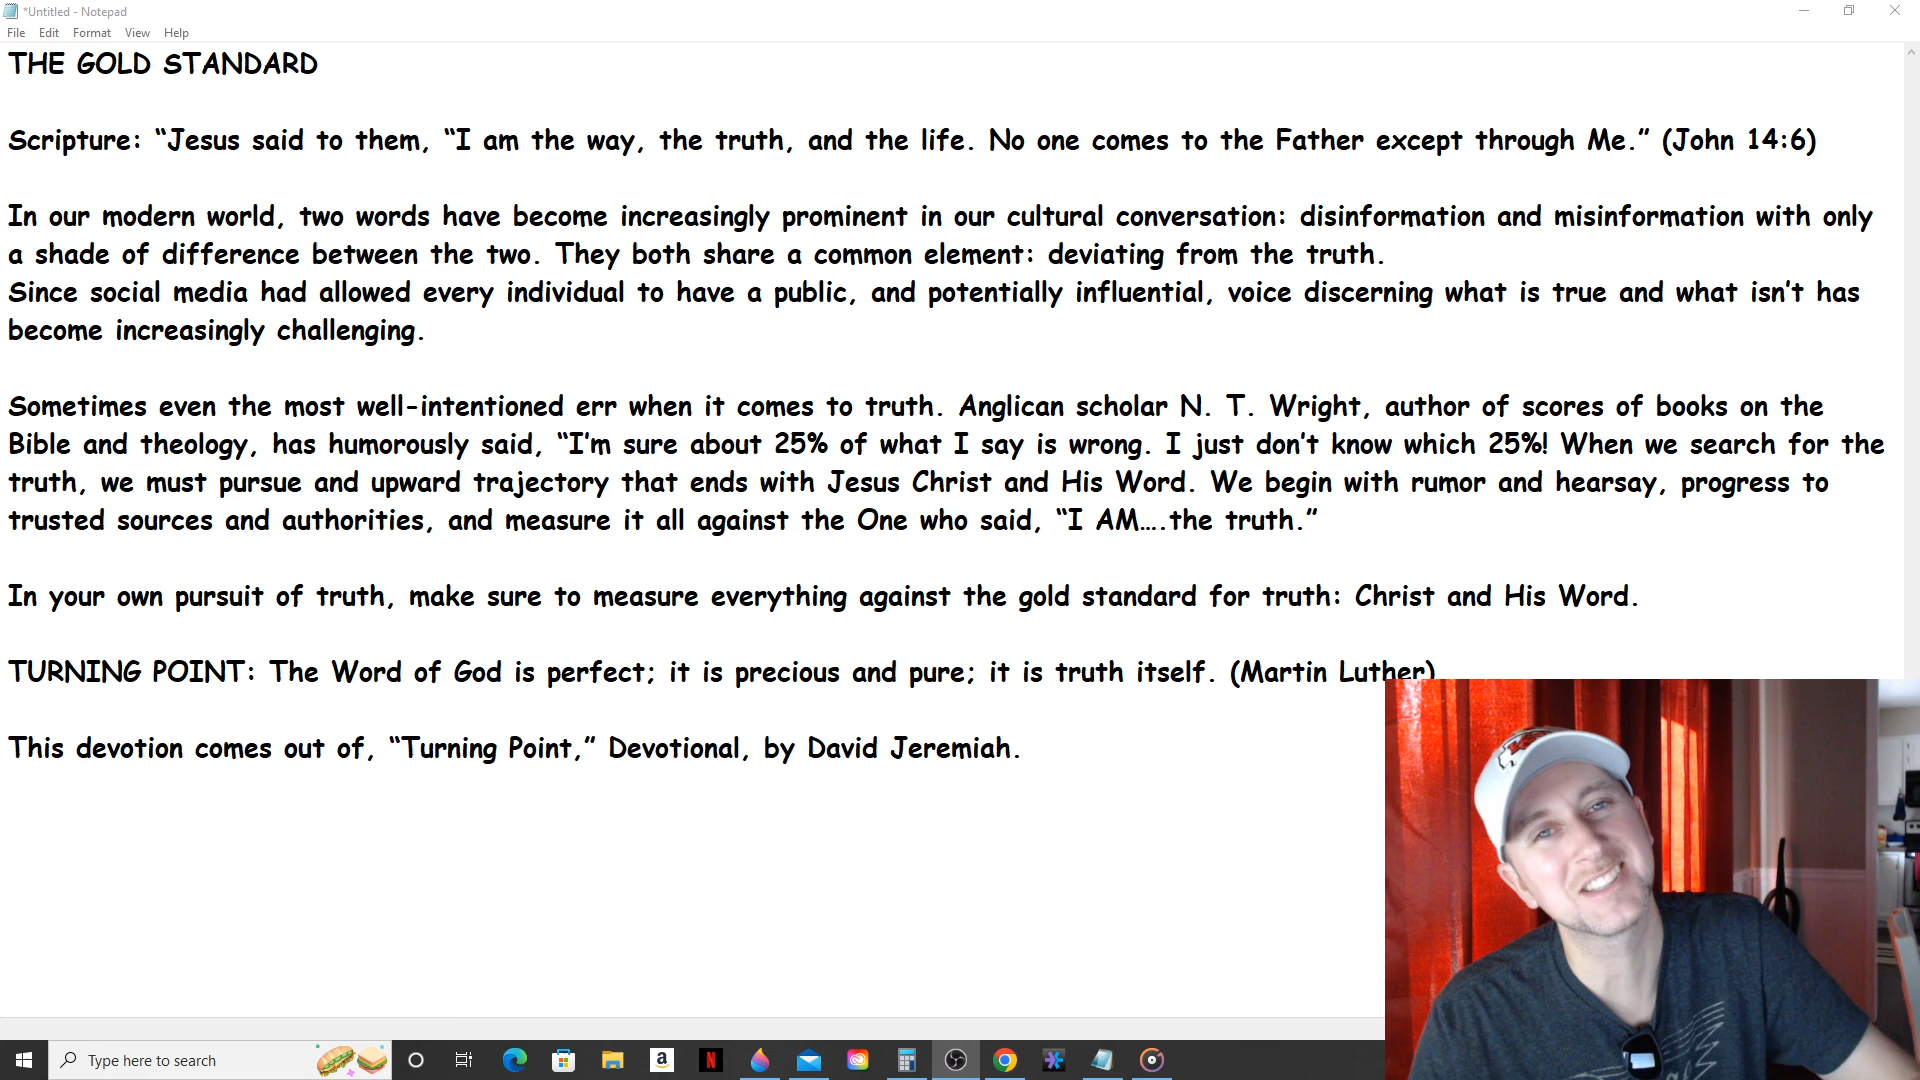 *Untitled - Notepad
File Edit Format View Help
THE GOLD STANDARD
Scripture: “Jesus said to them, “I am the way, the truth, and the life. No one comes to the Father except through Me.” (John 14:6)
In our modern world, two words have become increasingly prominent in our cultural conversation: disinformation and misinformation with only
a shade of difference between the two. They both share a common element: deviating from the truth.
Since social media had allowed every individual to have a public, and potentially influential, voice discerning what is true and what isn’t has
become increasingly challenging.
Sometimes even the most well-intentioned err when it comes to truth. Anglican scholar N. T. Wright, author of scores of books on the
Bible and theology, has humorously said, “I’m sure about 25% of what I say is wrong. I just don’t know which 25%! When we search for the
truth, we must pursue and upward trajectory that ends with Jesus Christ and His Word. We begin with rumor and hearsay, progress to
trusted sources and authorities, and measure it all against the One who said, “I AM….the truth.”
In your own pursuit of truth, make sure to measure everything against the gold standard for truth: Christ and His Word.
TURNING POINT: The Word of God is perfect; it is precious and pure; it is truth itself. (Martin Luther)
This devotion comes out of, “Turning Point,” Devotional, by David Jeremiah.
Type here to search